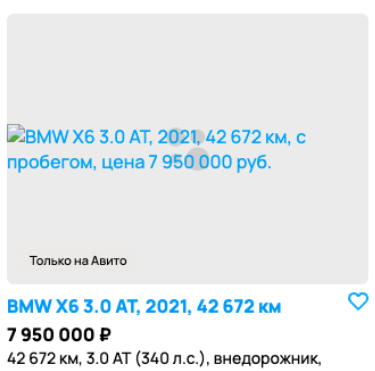 BMW X6 3.0 AT, 2021, 42 672 км, с
пробегом, цена 7 950 000 руб.
Только на Авито
BMW X6 3.0 AT, 2021, 42 672 км
7 950 000 ₽
42 672 км, 3.0 AT (340 л.с.), внедорожник,